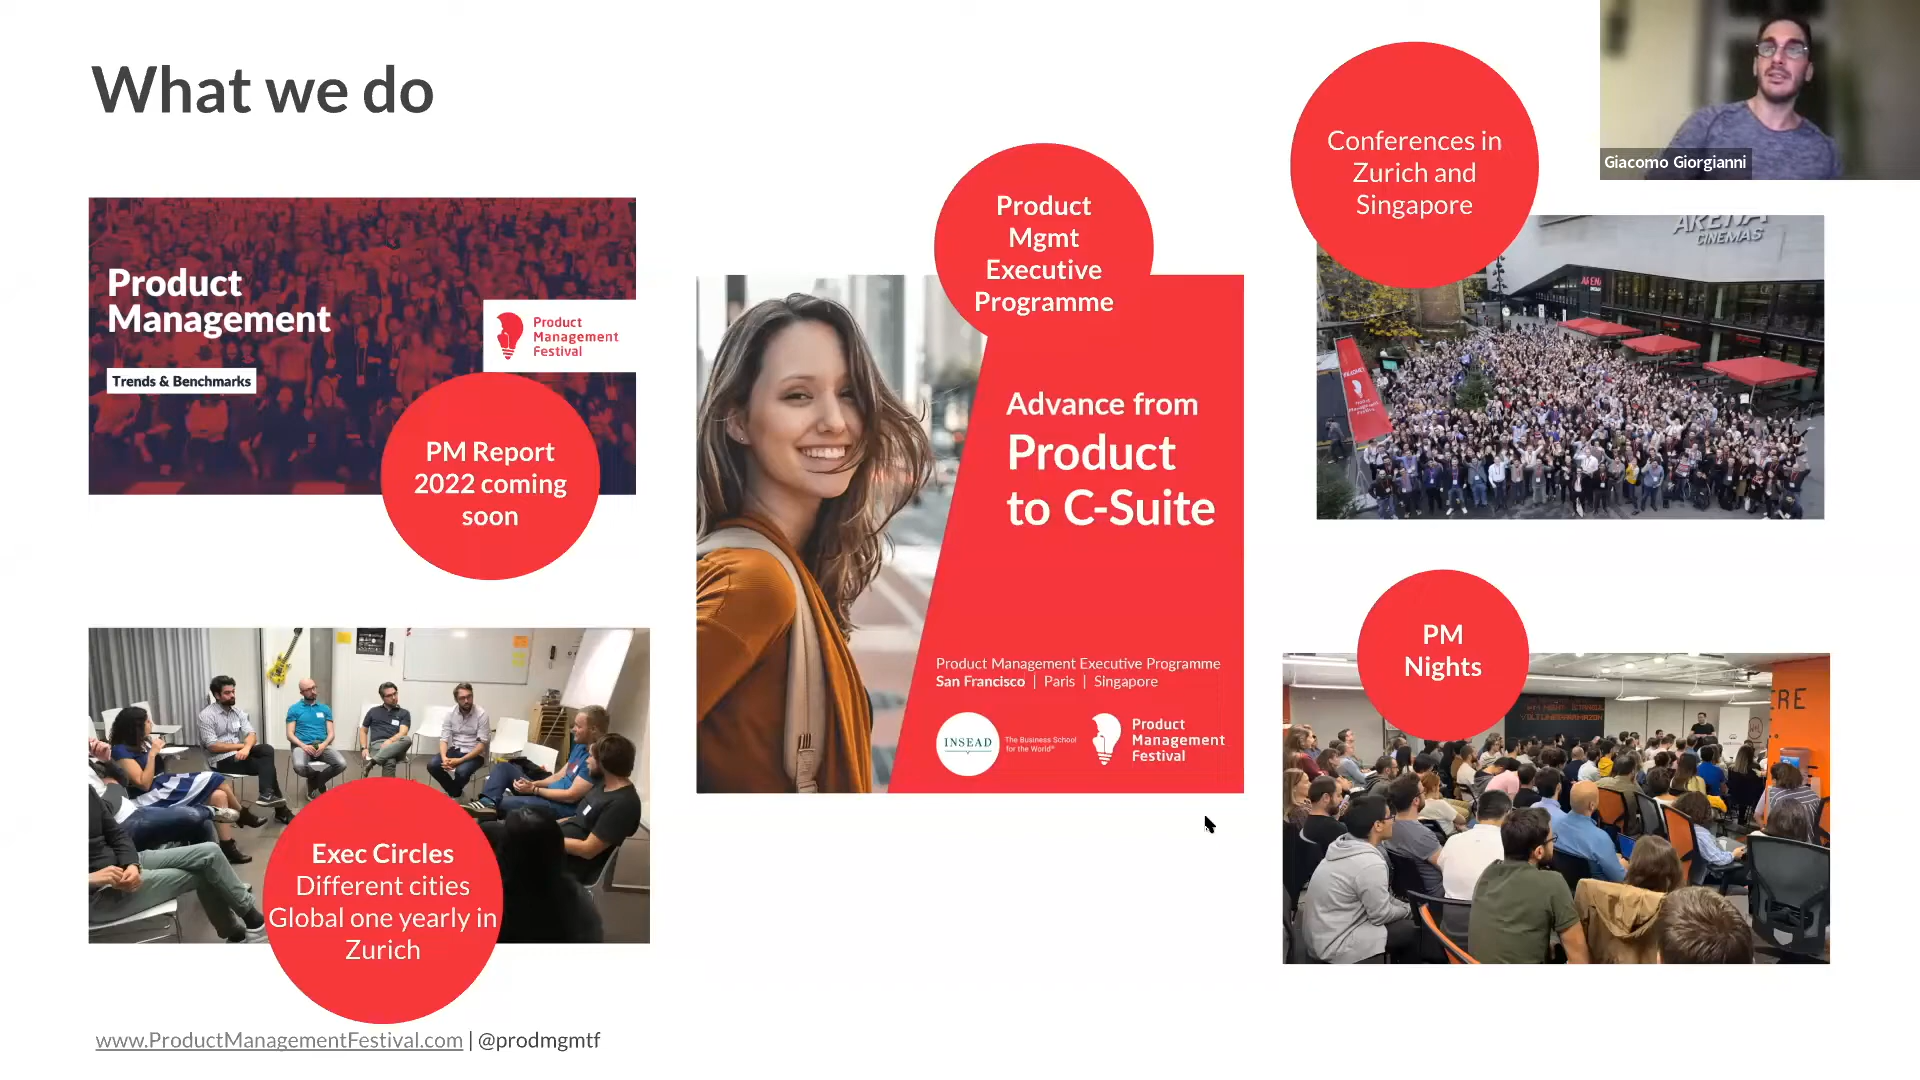 What we do
Product
Management
Trends & Benchmarks
Product
Management
Festival
PM Report
2022 coming
soon
Exec Circles
Different cities
Global one yearly in
Zurich
Product
Mgmt
Executive
Programme
Advance from
Product
to C-Suite
Product Management Executive Programme
San Francisco | Paris | Singapore
INSEAD
The Business School
for the World®
Product
Management
Festival
Conferences in
Zurich and
Singapore
ARENA
CINEMAS
ARENA
PM
Nights
ERE
Giacomo Giorgianni
www.ProductManagementFestival.com | @prodmgmtf